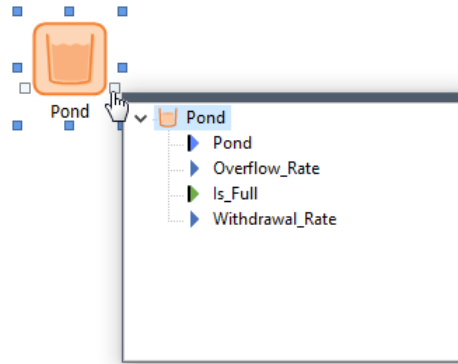 Pond
Pond
Pond
Overflow_Rate
Is_Full
Withdrawal_Rate